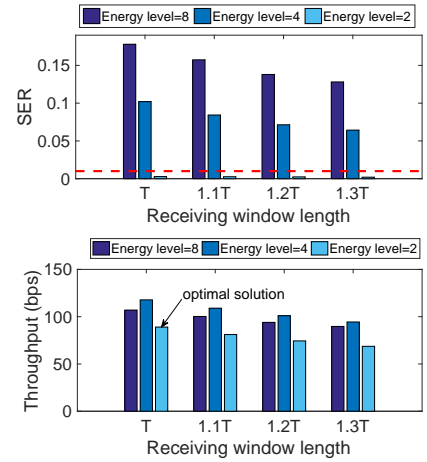 Energy level=8 Energy level=4 Energy level=2
SER
0.15
0.1
0.05
0
T 1.1T 1.2T 1.3T
Receiving window length
Energy level=8 Energy level=4 Energy level=2
Throughput (bps)
150
optimal solution
100
50
0
T 1.1T 1.2T 1.3T
Receiving window length